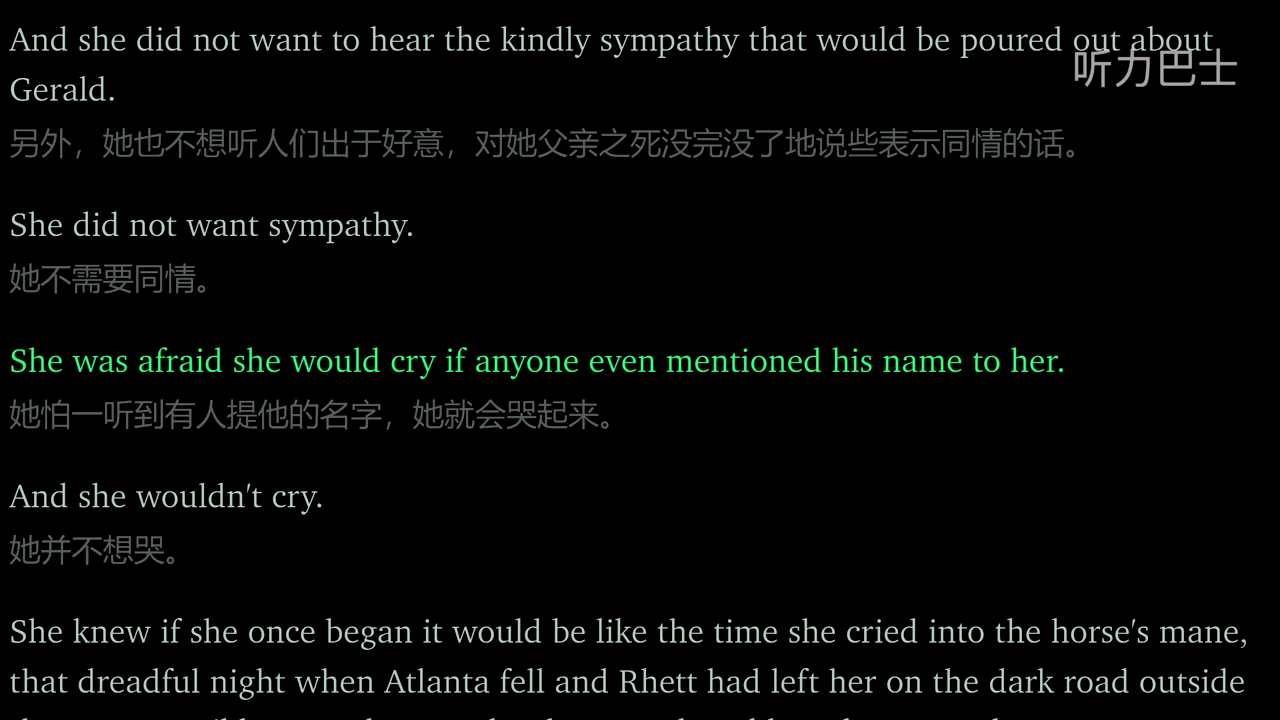 And she did not want to hear the kindly sympathy that would be poured out about
听力巴士
Gerald.
另外，她也不想听人们出于好意，对她父亲之死没完没了地说些表示同情的话。
She did not want sympathy.
她不需要同情。
She was afraid she would cry if anyone even mentioned his name to her.
她怕一听到有人提他的名字，她就会哭起来。
And she wouldn't cry.
她并不想哭。
She knew if she once began it would be like the time she cried into the horse's mane,
that dreadful night when Atlanta fell and Rhett had left her on the dark road outside